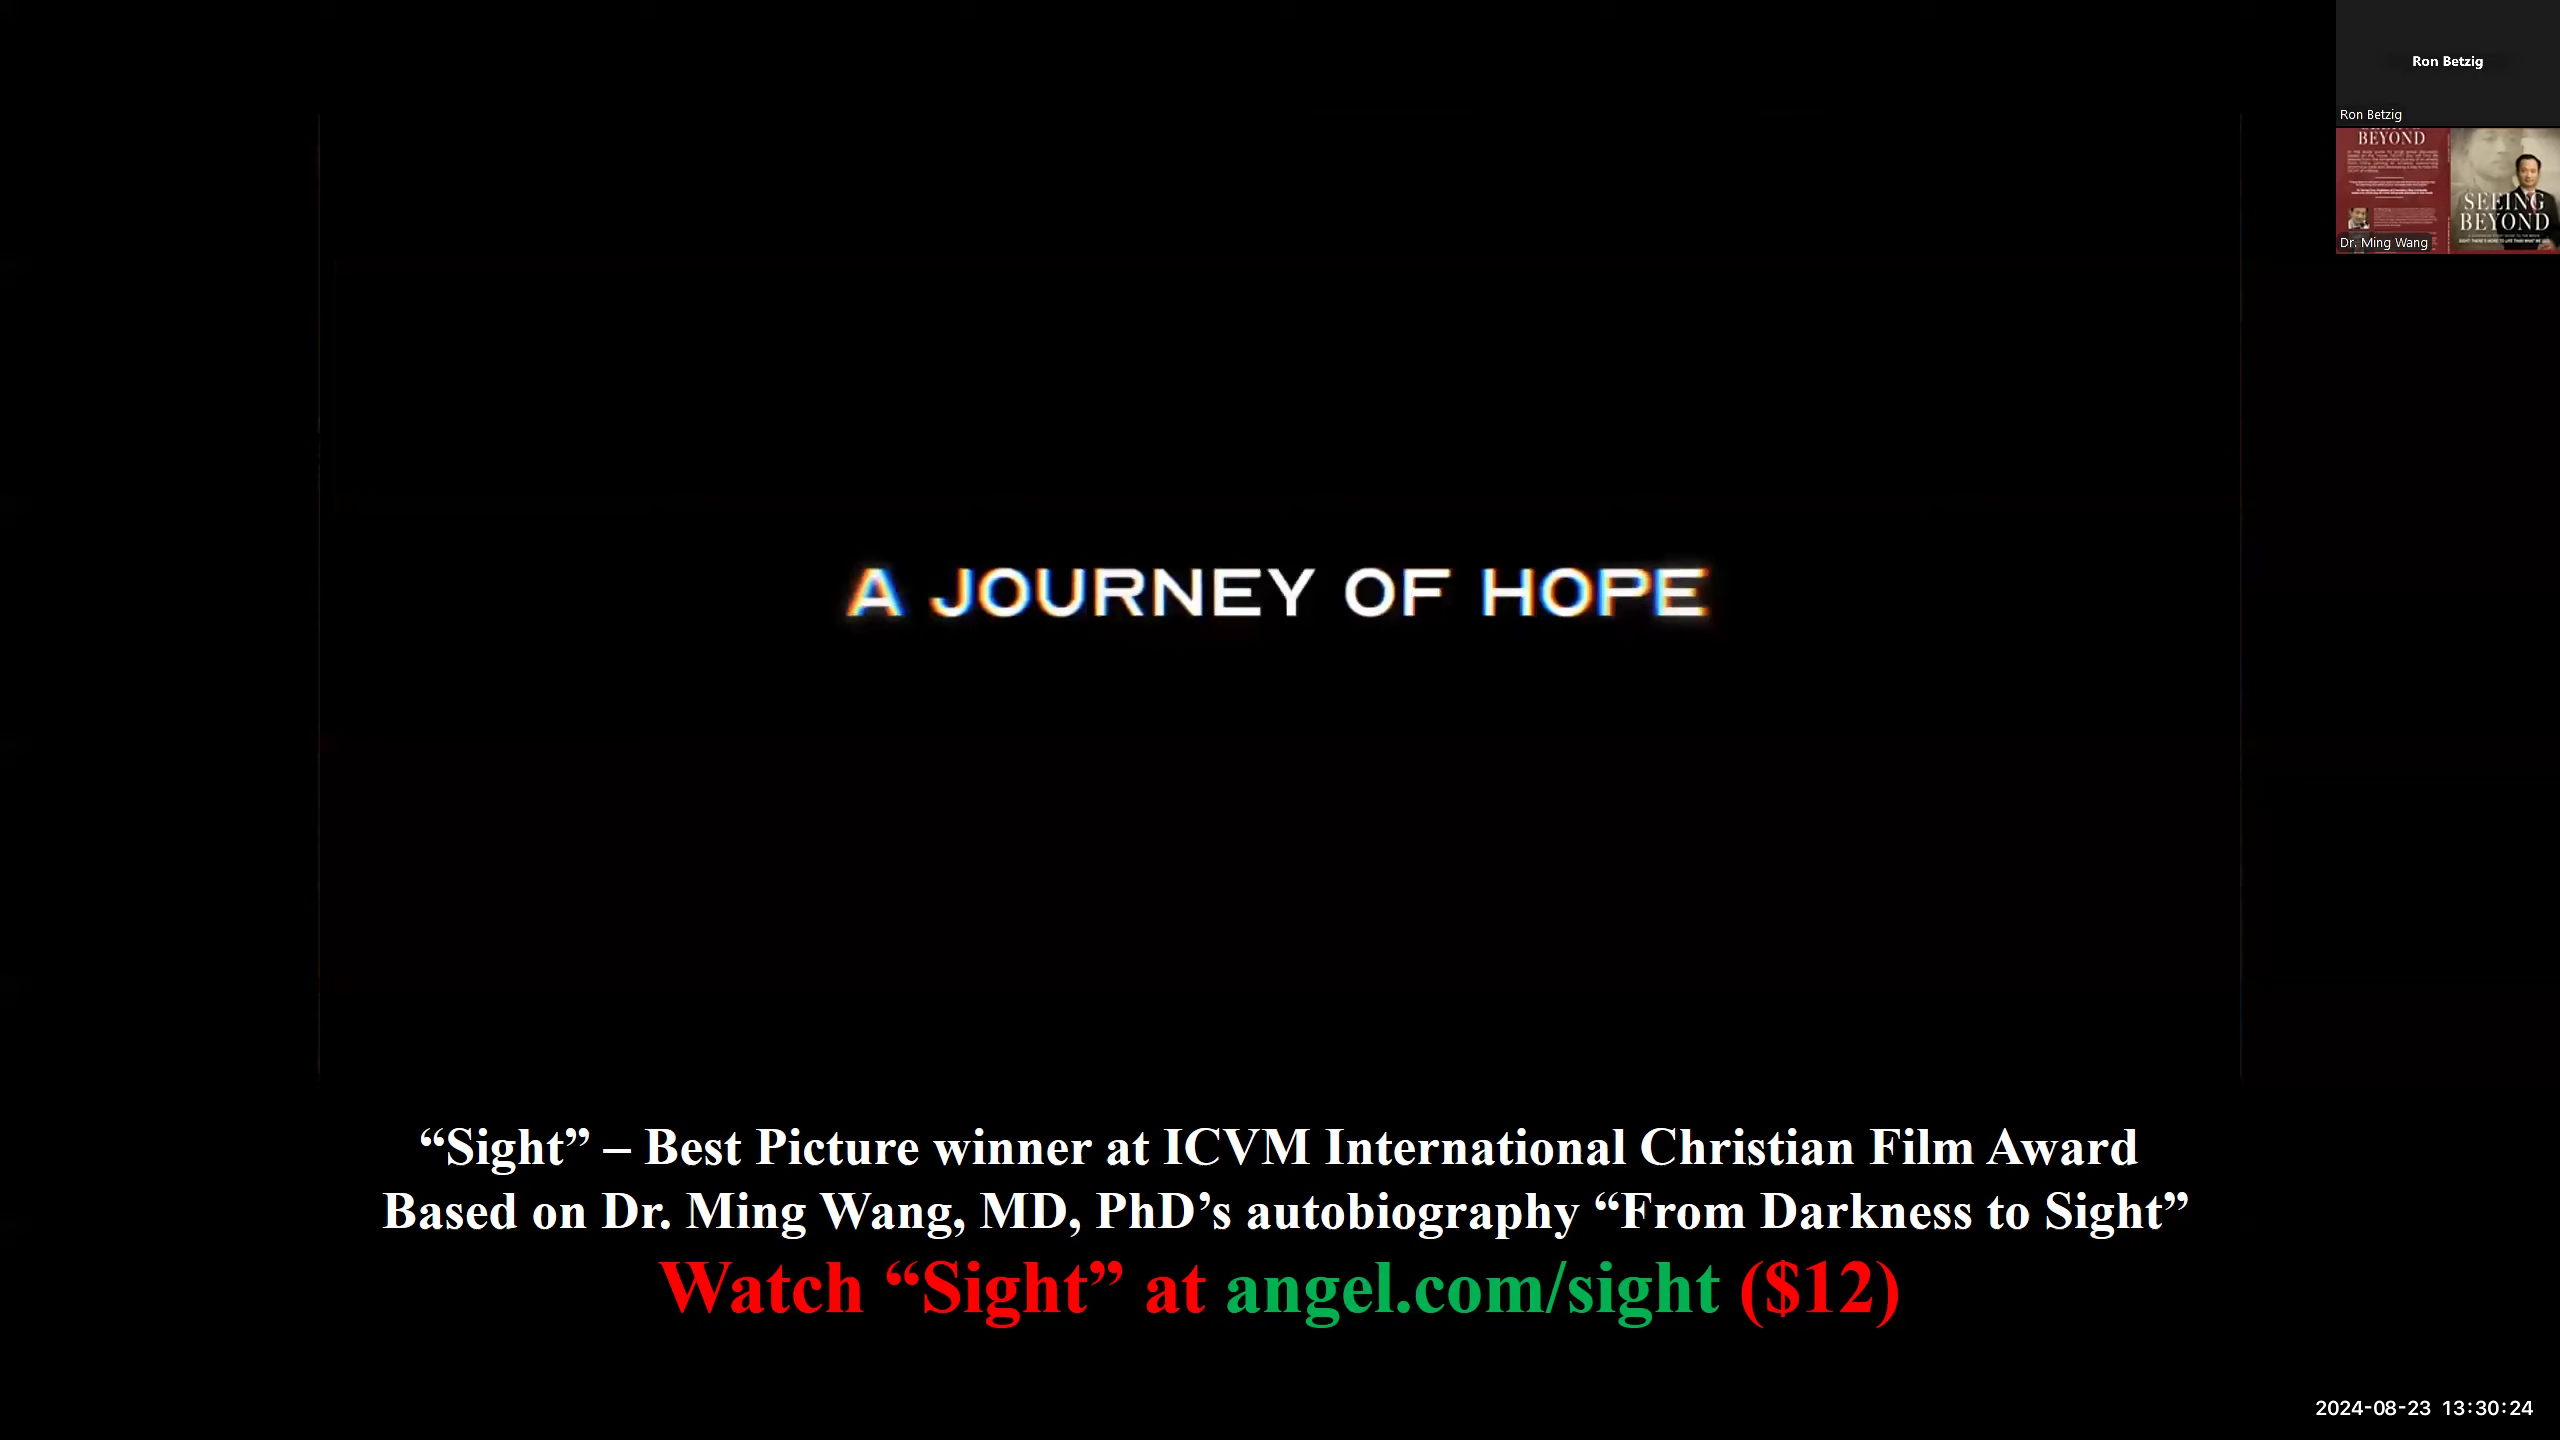 Ron Betzig
Ron Betzig
BEYOND
SEEING
BEYOND
Dr. Ming Wang
A JOURNEY OF HOPE
“Sight” – Best Picture winner at ICVM International Christian Film Award
Based on Dr. Ming Wang, MD, PhD’s autobiography “From Darkness to Sight”
Watch “Sight” at angel.com/sight ($12)
2024-08-23 13:30:24